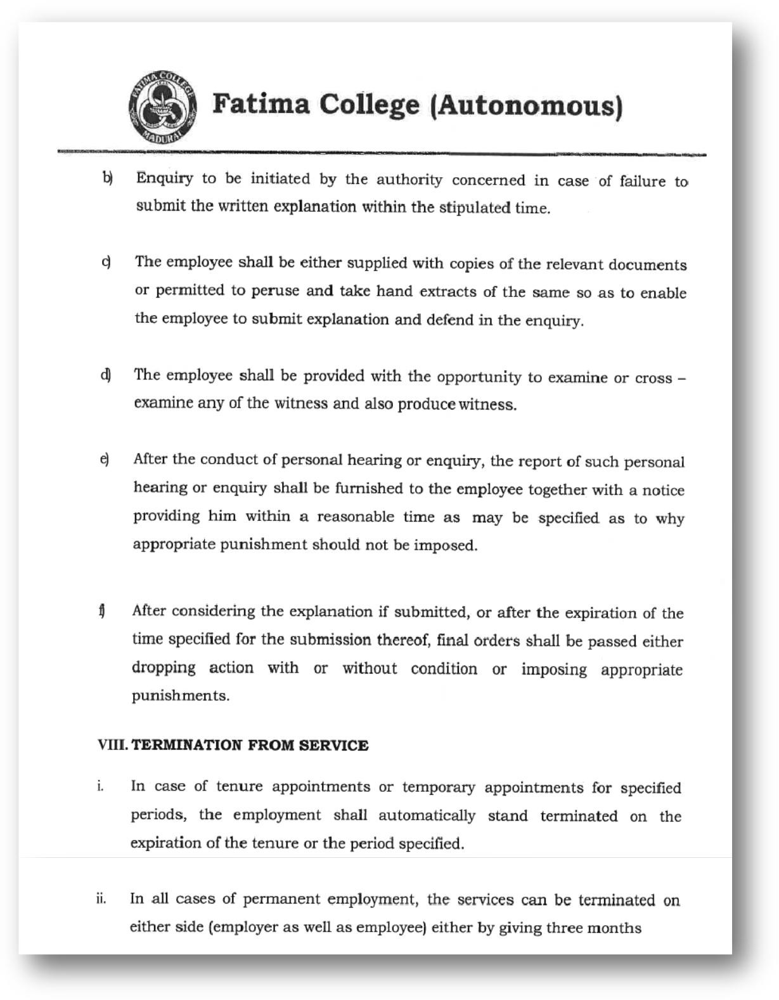 FATIMA COLLEGE
MADURAI
Fatima College (Autonomous)
b) Enquiry to be initiated by the authority concerned in case of failure to
submit the written explanation within the stipulated time.
c) The employee shall be either supplied with copies of the relevant documents
or permitted to peruse and take hand extracts of the same so as to enable
the employee to submit explanation and defend in the enquiry.
d) The employee shall be provided with the opportunity to examine or cross –
examine any of the witness and also produce witness.
e) After the conduct of personal hearing or enquiry, the report of such personal
hearing or enquiry shall be furnished to the employee together with a notice
providing him within a reasonable time as may be specified as to why
appropriate punishment should not be imposed.
f) After considering the explanation if submitted, or after the expiration of the
time specified for the submission thereof, final orders shall be passed either
dropping action with or without condition or imposing appropriate
punishments.
VIII. TERMINATION FROM SERVICE
i. In case of tenure appointments or temporary appointments for specified
periods, the employment shall automatically stand terminated on the
expiration of the tenure or the period specified.
ii. In all cases of permanent employment, the services can be terminated on
either side (employer as well as employee) either by giving three months